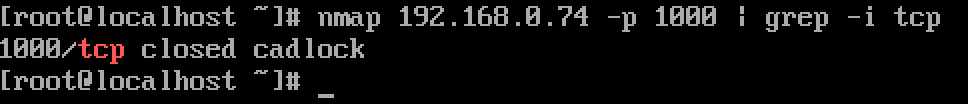 [root@localhost ~]# nmap 192.168.0.74 -p 1000 | grep -i tcp
1000/tcp closed cadlock
[root@localhost ~]# _